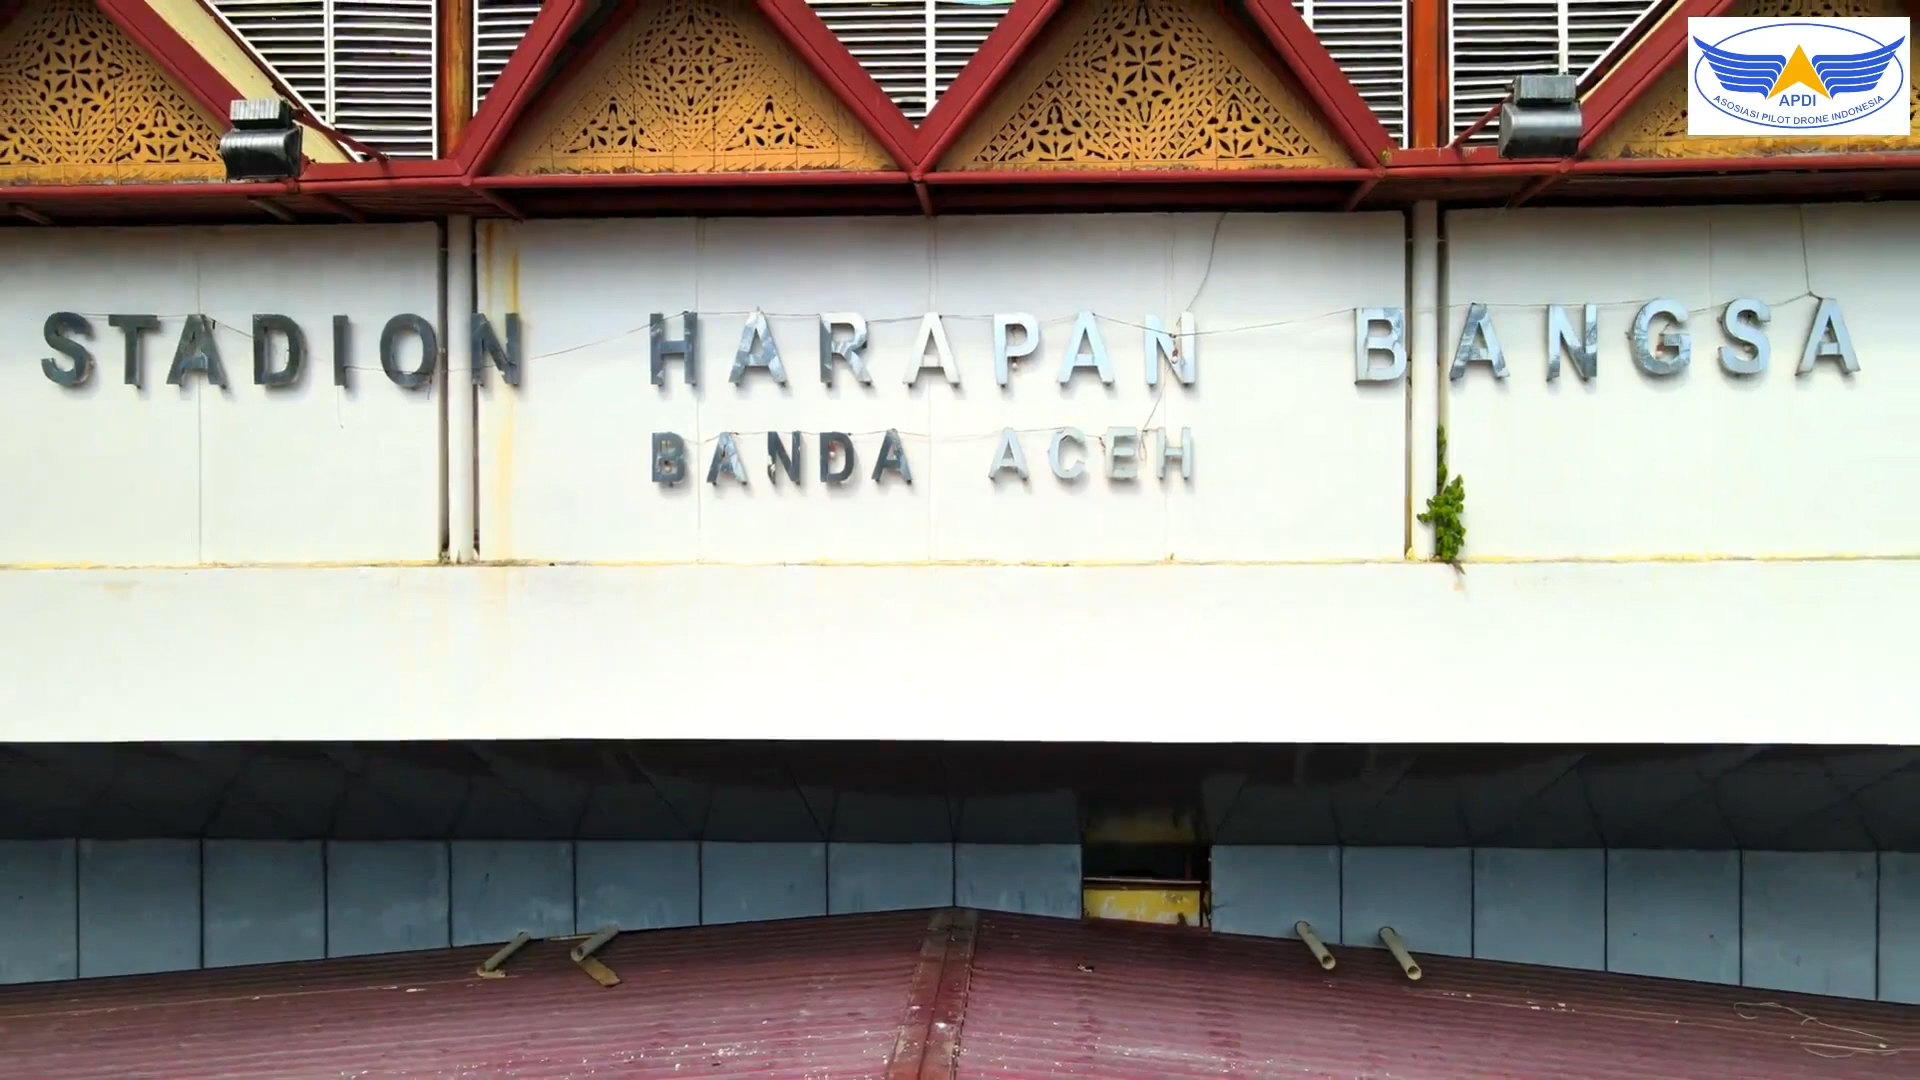 STADION HARAPAN BANGSA
BANDA ACEH
APDI
ASOSIASI PILOT DRONE INDONESIA